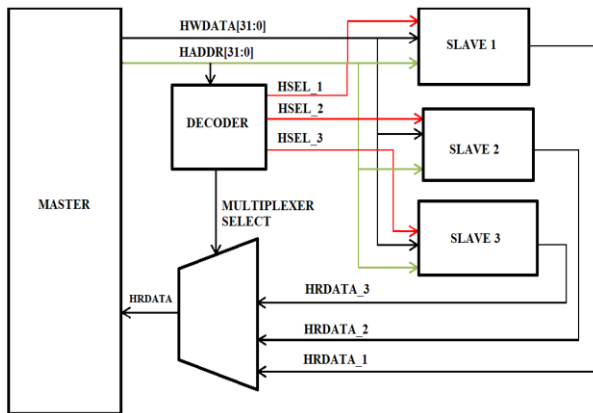 HWDATA[31:0]
HADDR[31:0]
SLAVE 1
HSEL_1
HSEL_2
HSEL_3
DECODER
SLAVE 2
MASTER
MULTIPLEXER
SELECT
SLAVE 3
HRDATA
HRDATA_3
HRDATA_2
HRDATA_1